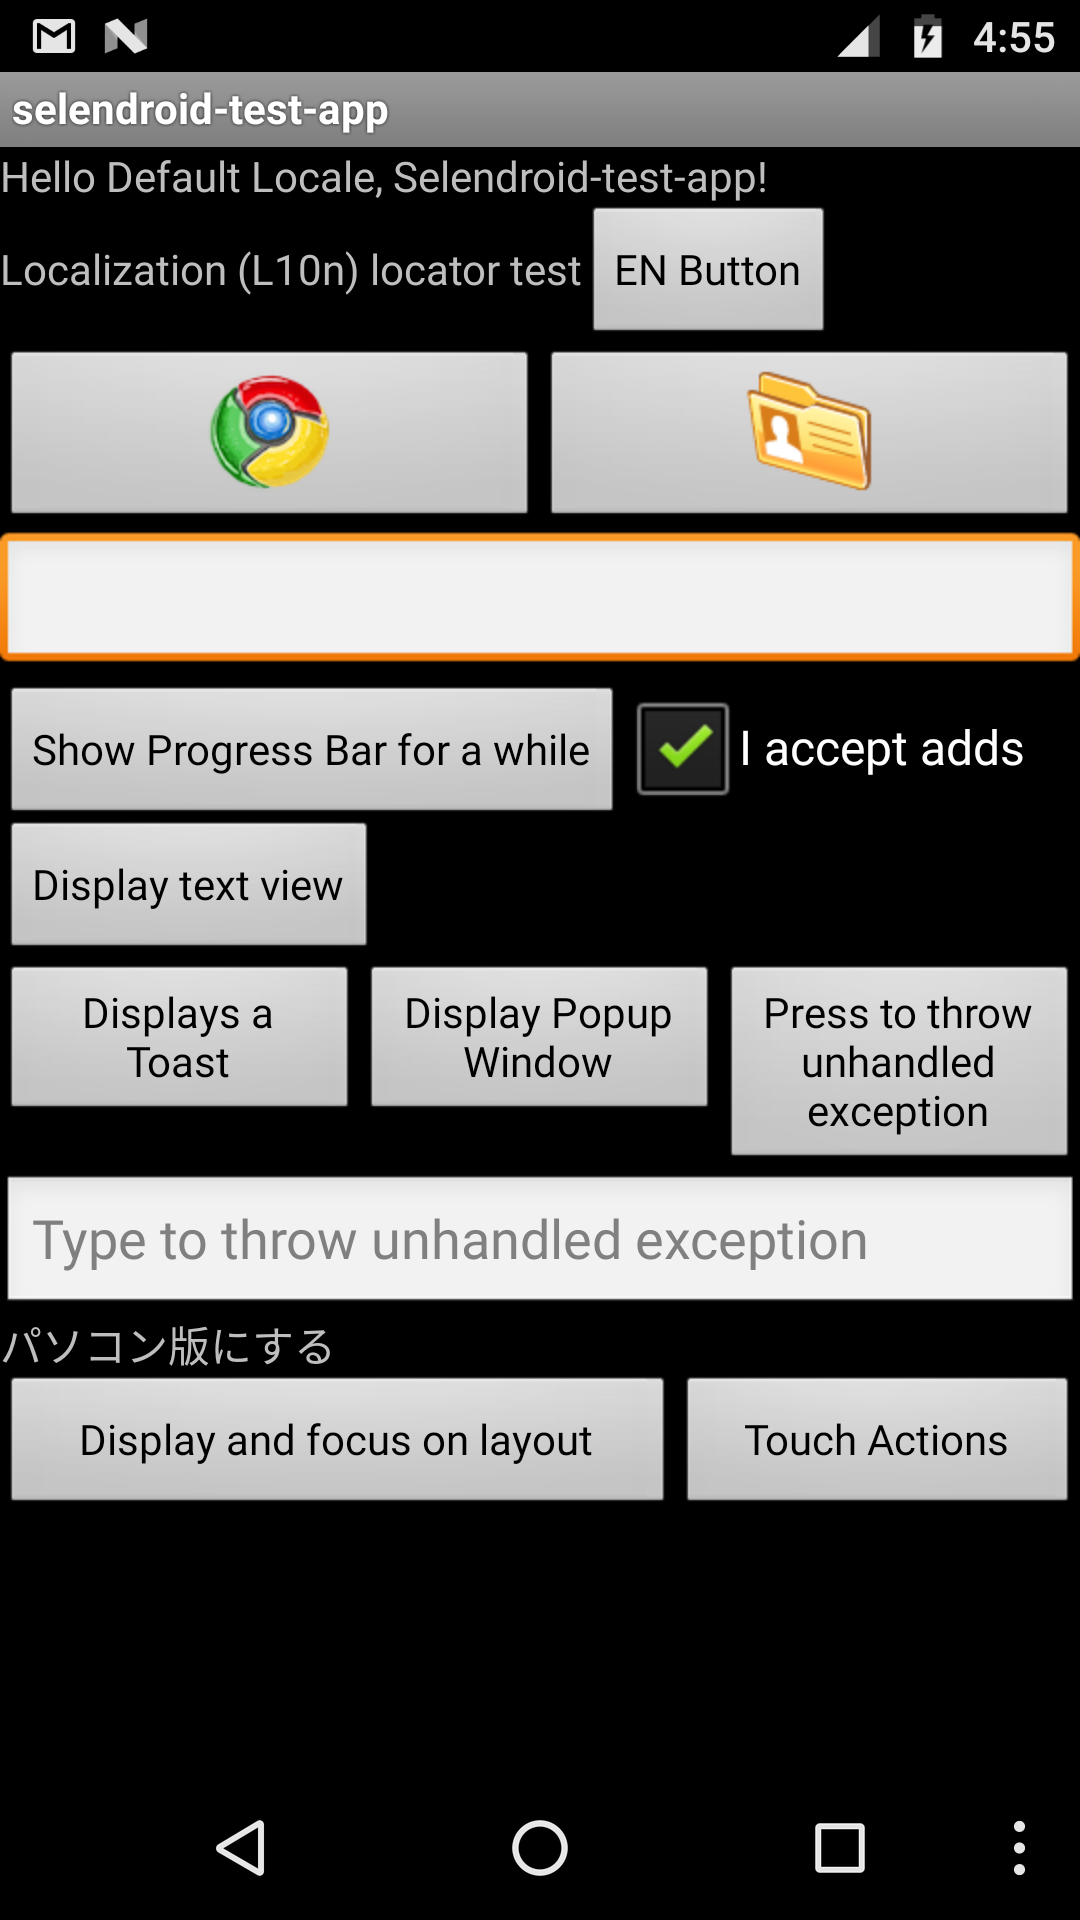 4:55
selendroid-test-app
Hello Default Locale, Selendroid-test-app!
Localization (L10n) locator test
EN Button
Show Progress Bar for a while
I accept adds
Display text view
Displays a
Toast
Display Popup
Window
Press to throw
unhandled
exception
Type to throw unhandled exception
パソコン版にする
Display and focus on layout
Touch Actions